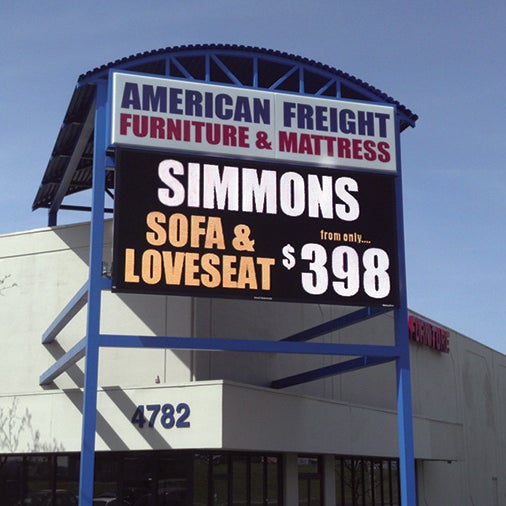 AMERICAN FREIGHT
FURNITURE & MATTRESS
SIMMONS
SOFA &
LOVESEAT
from only....
$398
4782
FURNITURE